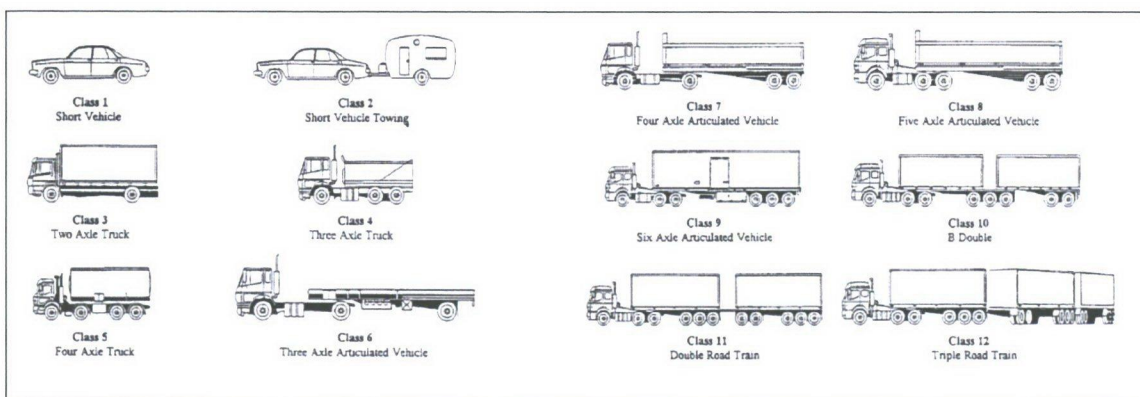 Class 1
Short Vehicle
Class 2
Short Vehicle Towing
Class 3
Two Axle Truck
Class 4
Three Axle Truck
Class 5
Four Axle Truck
Class 6
Three Axle Articulated Vehicle
Class 7
Four Axle Articulated Vehicle
Class 8
Five Axle Articulated Vehicle
Class 9
Six Axle Articulated Vehicle
Class 10
B Double
Class 11
Double Road Train
Class 12
Triple Road Train